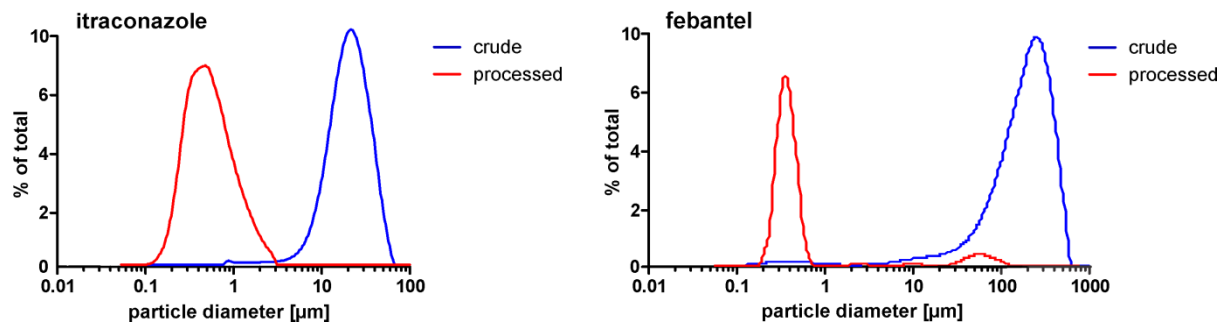 itraconazole
10
8
6
4
2
0
% of total
0.01 0.1 1 10 100
particle diameter [µm]
crude
processed
febantel
10
8
6
4
2
0
% of total
0.01 0.1 1 10 100 1000
particle diameter [µm]
crude
processed